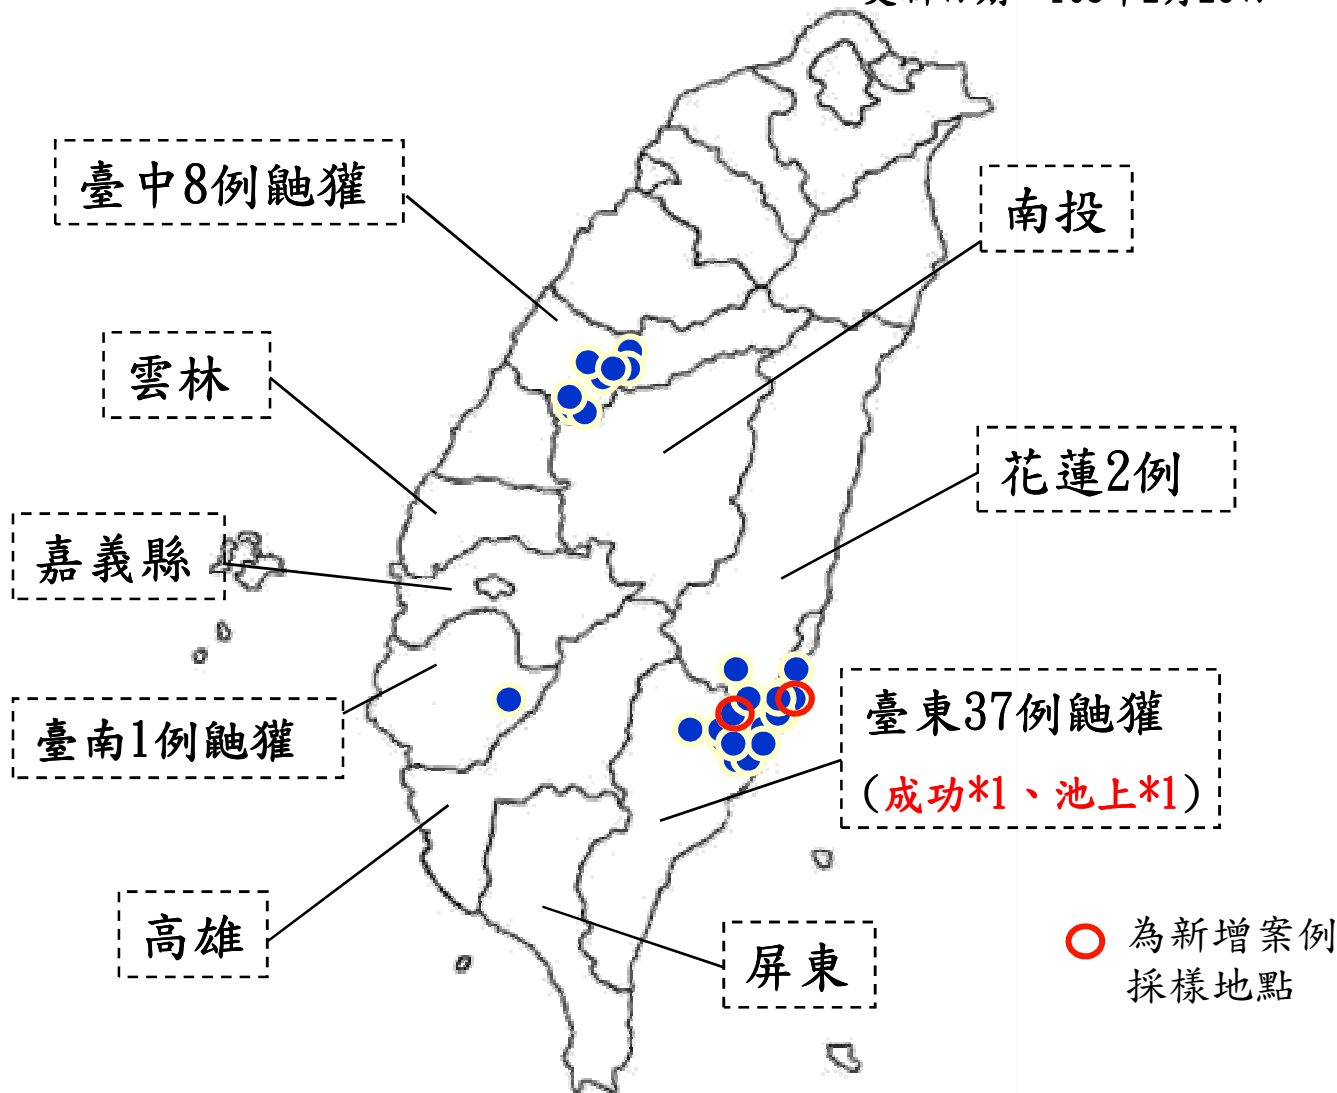 臺中8例鼬獾
南投
雲林
花蓮2例
嘉義縣
臺南1例鼬獾
臺東37例鼬獾
(成功*1、池上*1)
高雄
屏東
為新增案例
採樣地點